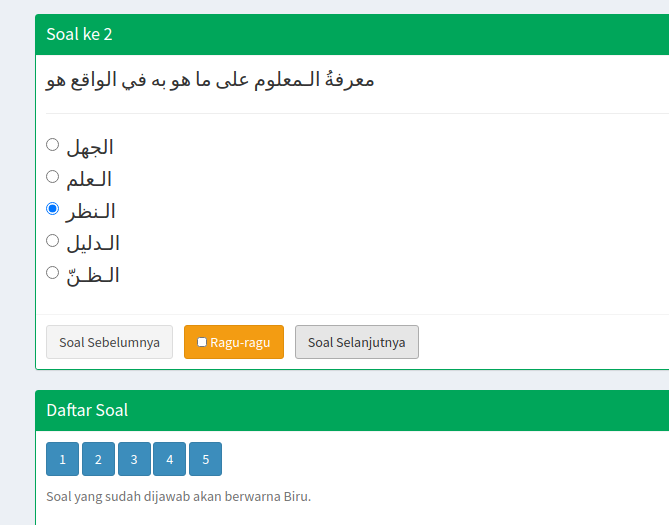 Soal ke 2
معرفةُ الـمعلوم على ما هو به في الواقع هو
الجهل
الـعلم
الـنظر
الـدليل
الـظـنّ
Soal Sebelumnya
Ragu-ragu
Soal Selanjutnya
Daftar Soal
1 2 3 4 5
Soal yang sudah dijawab akan berwarna Biru.